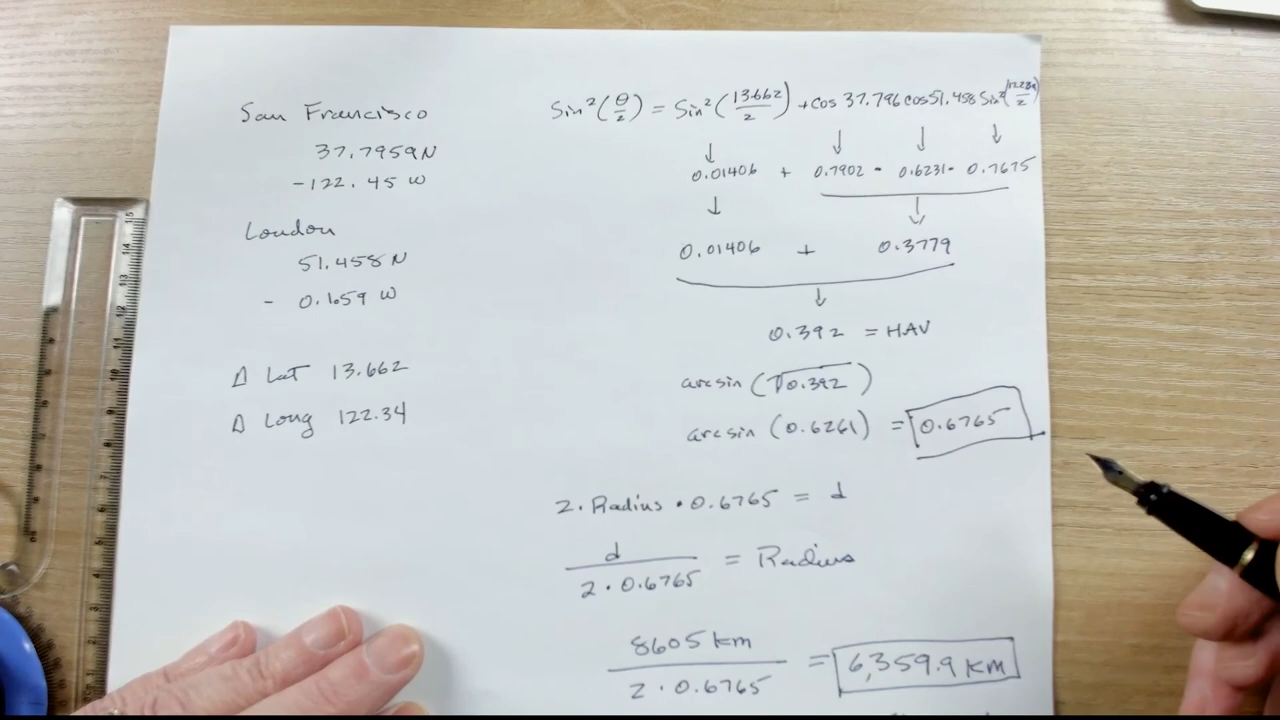 San Francisco
37.7959N
-122.45 W
London
51.458 N
- 0.1059 W
Δ Lat 13.662
Δ Long 122.34
Sin²(θ/2) = Sin²(13.662/2) + cos 37.796 cos 51.458 Sin²(122.34/2)
↓ ↓ ↓ ↓
0.01406 + 0.7902 · 0.6231 · 0.7675
↓ ↓
0.01406 + 0.3779
↓
0.392 = HAV
arcsin (√0.392)
arcsin (0.6261) = 0.6765
2 · Radius · 0.6765 = d
d / 2 · 0.6765 = Radius
8605 km / 2 · 0.6765 = 6,359.9 km